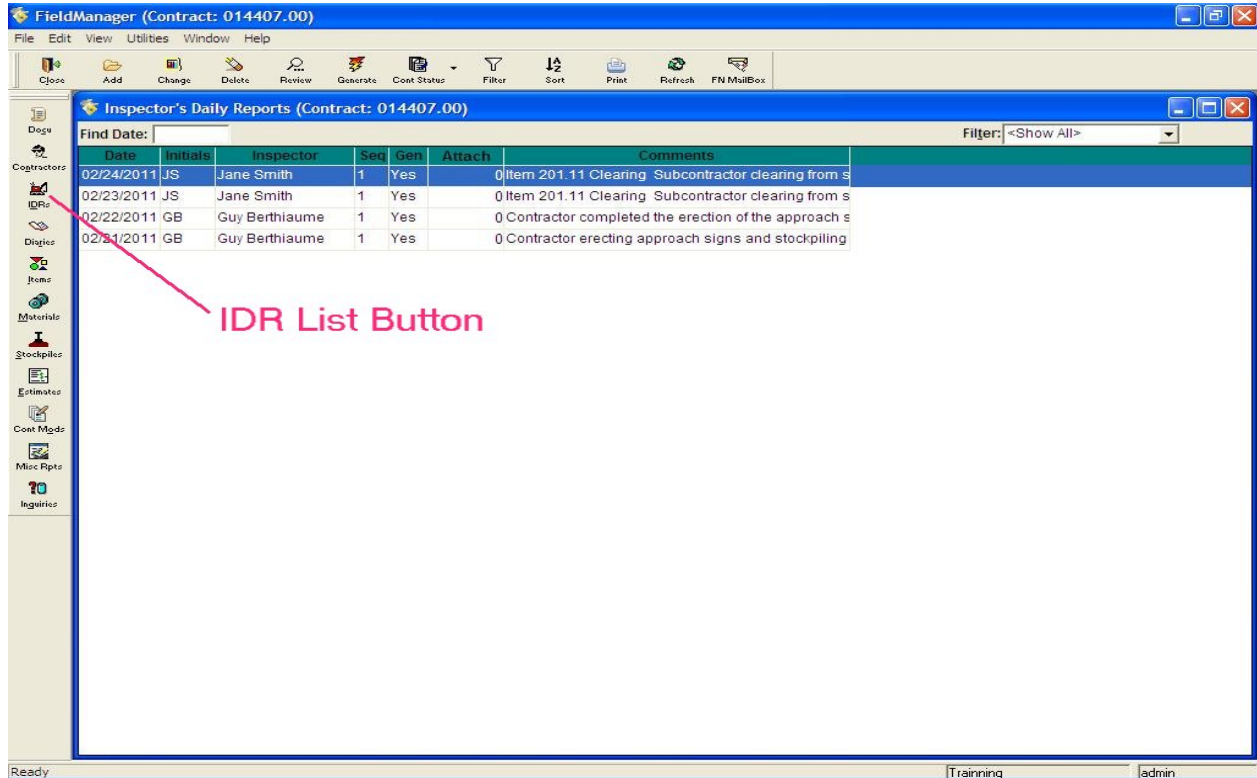 FieldManager (Contract: 014407.00)
File Edit View Utilities Window Help
Close Add Change Delete Review Generate Cont Status Filter Sort Print Refresh FN MailBox
Inspector's Daily Reports (Contract: 014407.00)
Find Date: Filter: <Show All>
Date Initials Inspector Seq Gen Attach Comments
02/24/2011 JS Jane Smith 1 Yes 0 Item 201.11 Clearing Subcontractor clearing from s
02/23/2011 JS Jane Smith 1 Yes 0 Item 201.11 Clearing Subcontractor clearing from s
02/22/2011 GB Guy Berthiaume 1 Yes 0 Contractor completed the erection of the approach s
02/21/2011 GB Guy Berthiaume 1 Yes 0 Contractor erecting approach signs and stockpiling
Docu
Contractors
IDRs
Diaries
Items
Materials
Stockpiles
Estimates
Cont Mods
Misc Rpts
Inquiries
IDR List Button
Ready Trainning admin